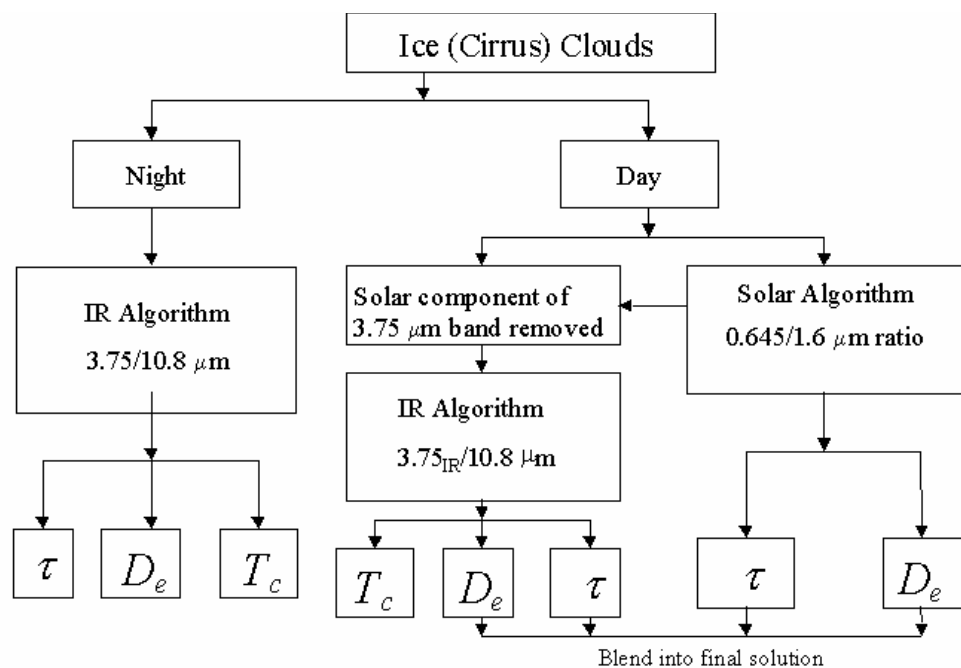 Ice (Cirrus) Clouds
Night
Day
IR Algorithm
3.75/10.8 μm
Solar component of
3.75 μm band removed
Solar Algorithm
0.645/1.6 μm ratio
IR Algorithm
3.75IR/10.8 μm
τ
De
Tc
Tc
De
τ
τ
De
Blend into final solution